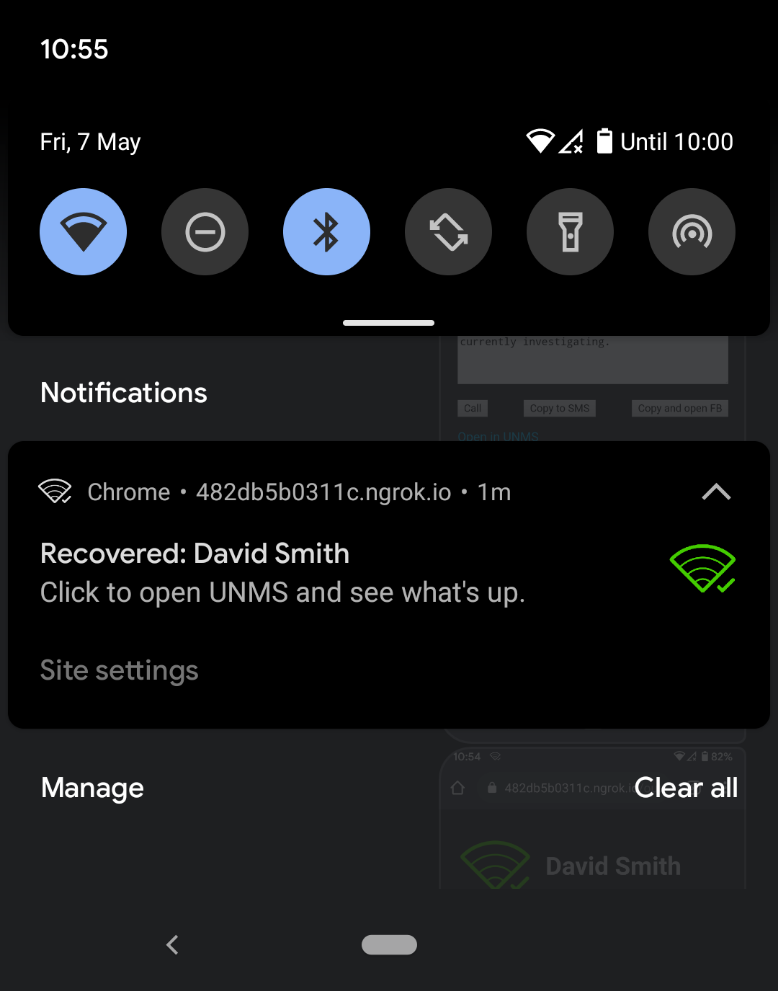 10:55
Fri, 7 May
Until 10:00
currently investigating.
Notifications
Call
Copy to SMS
Copy and open FB
Open in UNMS
Chrome • 482db5b0311c.ngrok.io • 1m
Recovered: David Smith
Click to open UNMS and see what's up.
Site settings
10:54
82%
Manage
482db5b0311c.ngrok.io
Clear all
David Smith